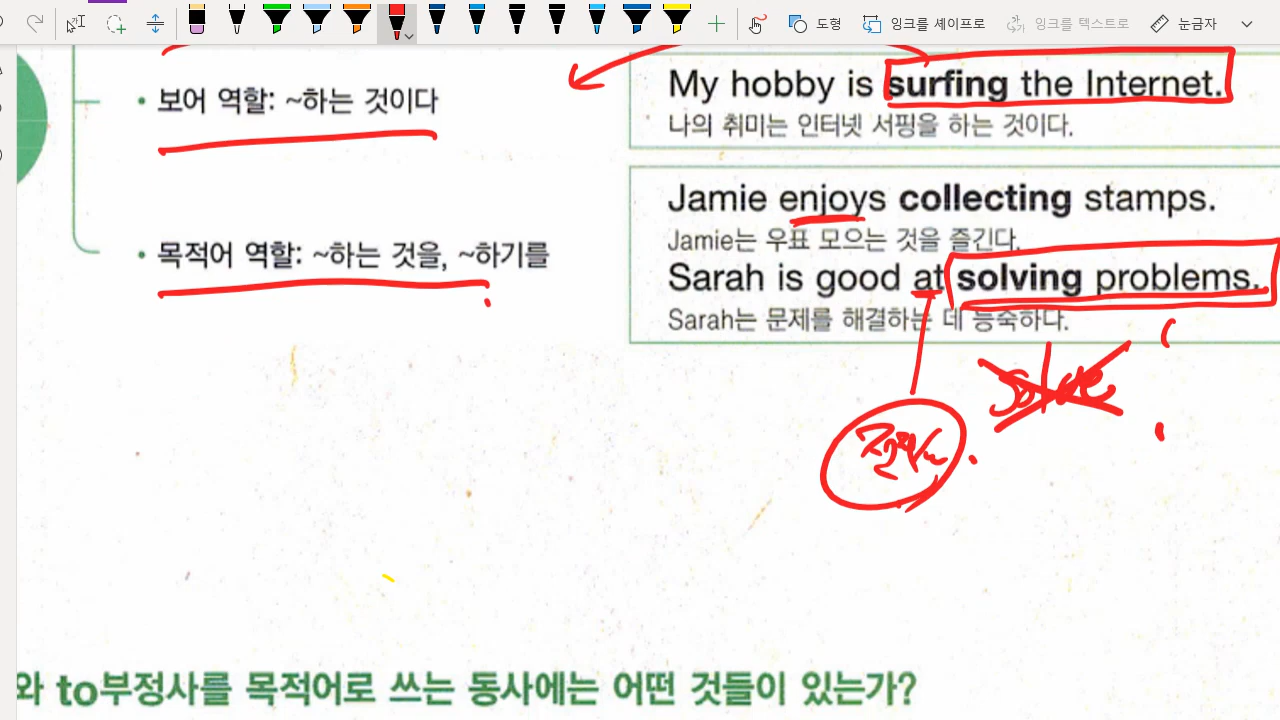 도형
잉크를 셰이프로
잉크를 텍스트로
눈금자
• 보어 역할: ~하는 것이다
My hobby is surfing the Internet.
나의 취미는 인터넷 서핑을 하는 것이다.
Jamie enjoys collecting stamps.
Jamie는 우표 모으는 것을 즐긴다.
• 목적어 역할: ~하는 것을, ~하기를
Sarah is good at solving problems.
Sarah는 문제를 해결하는 데 능숙하다.
solve
와 to부정사를 목적어로 쓰는 동사에는 어떤 것들이 있는가?